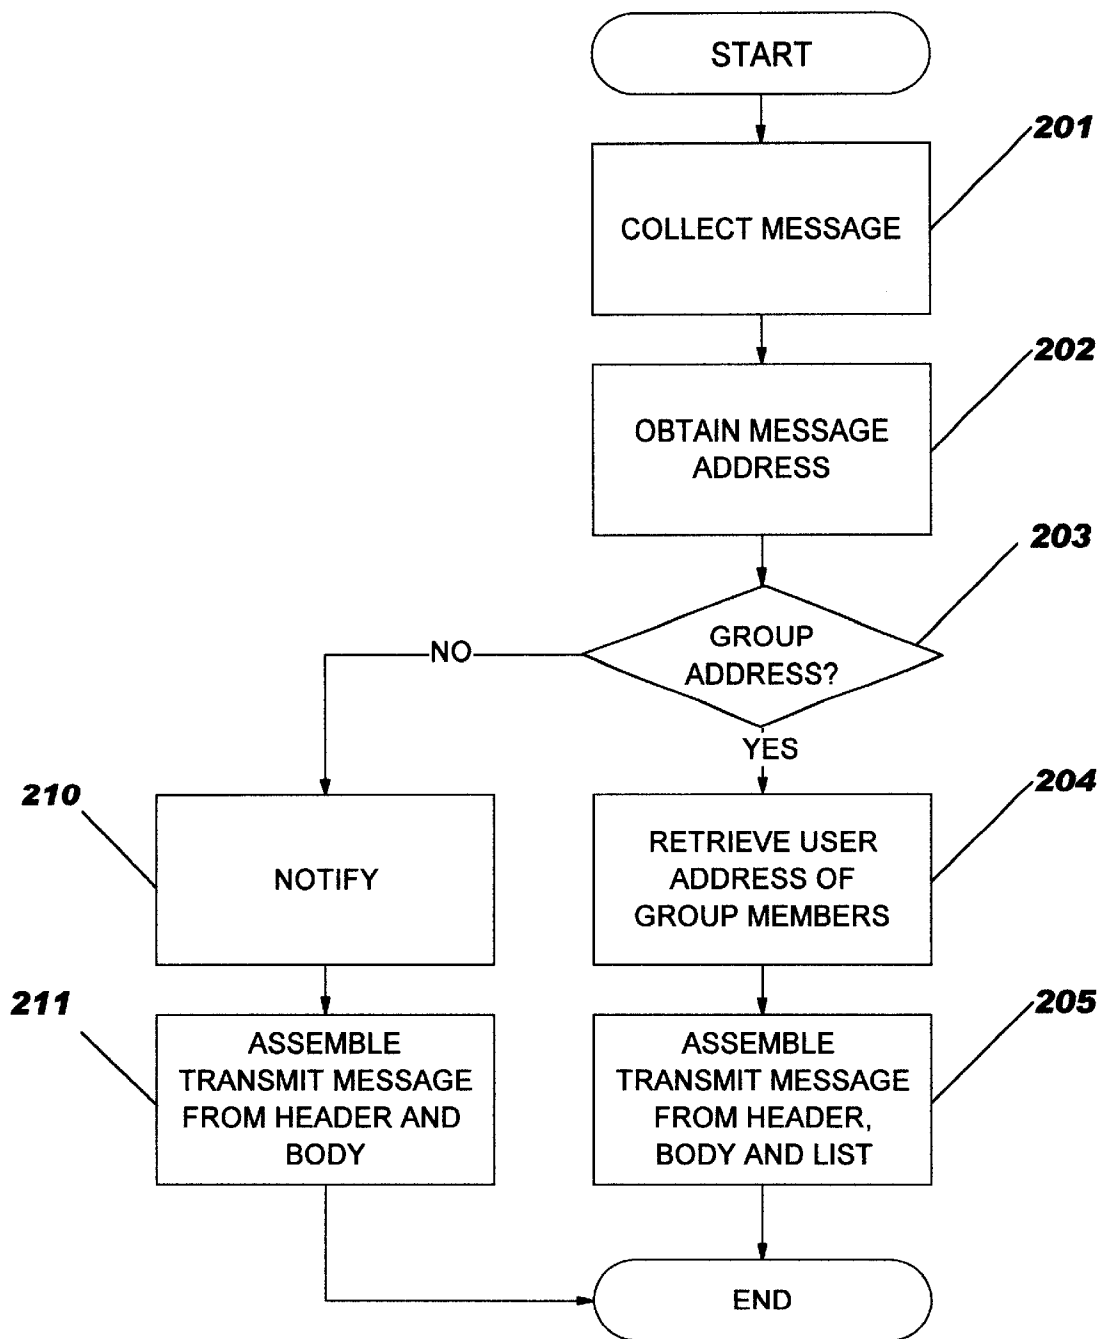 START
201
COLLECT MESSAGE
202
OBTAIN MESSAGE
ADDRESS
203
GROUP
ADDRESS?
NO
YES
210
NOTIFY
204
RETRIEVE USER
ADDRESS OF
GROUP MEMBERS
211
ASSEMBLE
TRANSMIT MESSAGE
FROM HEADER AND
BODY
205
ASSEMBLE
TRANSMIT MESSAGE
FROM HEADER,
BODY AND LIST
END